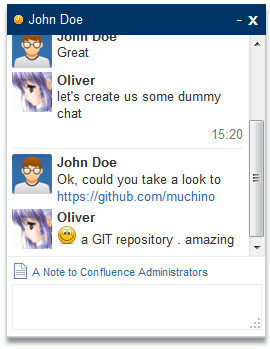 John Doe
John Doe
Great
Oliver
let's create us some dummy
chat
15:20
John Doe
Ok, could you take a look to
https://github.com/muchino
Oliver
a GIT repository . amazing
A Note to Confluence Administrators